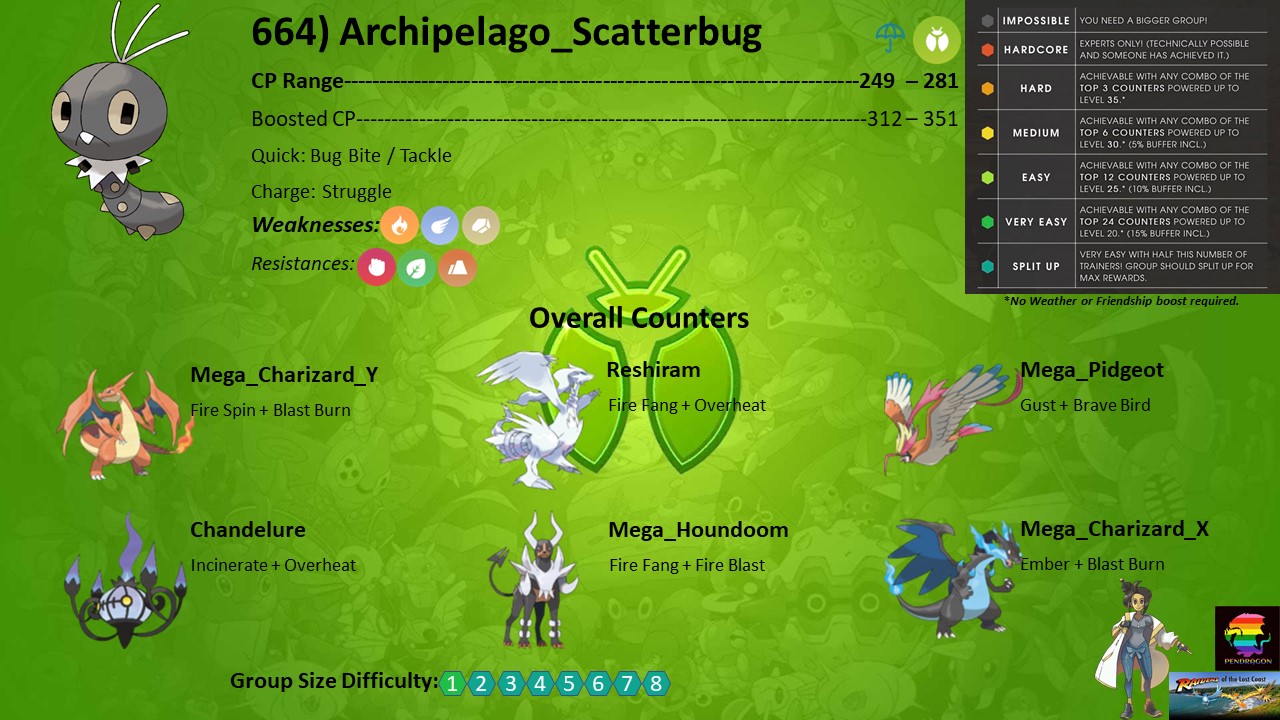 664) Archipelago_Scatterbug
CP Range--------------------------------------------------------------------------249 – 281
Boosted CP-------------------------------------------------------------------------312 – 351
Quick: Bug Bite / Tackle
Charge: Struggle
Weaknesses:
Resistances:
IMPOSSIBLE YOU NEED A BIGGER GROUP!
HARDCORE EXPERTS ONLY! (TECHNICALLY POSSIBLE
AND SOMEONE HAS ACHIEVED IT.)
HARD ACHIEVABLE WITH ANY COMBO OF THE
TOP 3 COUNTERS POWERED UP TO
LEVEL 35.*
MEDIUM ACHIEVABLE WITH ANY COMBO OF THE
TOP 6 COUNTERS POWERED UP TO
LEVEL 30.* (5% BUFFER INCL.)
EASY ACHIEVABLE WITH ANY COMBO OF THE
TOP 12 COUNTERS POWERED UP TO
LEVEL 25.* (10% BUFFER INCL.)
VERY EASY ACHIEVABLE WITH ANY COMBO OF THE
TOP 24 COUNTERS POWERED UP TO
LEVEL 20.* (15% BUFFER INCL.)
SPLIT UP VERY EASY WITH HALF THIS NUMBER OF
TRAINERS! GROUP SHOULD SPLIT UP FOR
MAX REWARDS.
*No Weather or Friendship boost required.
Overall Counters
Mega_Charizard_Y
Fire Spin + Blast Burn
Reshiram
Fire Fang + Overheat
Mega_Pidgeot
Gust + Brave Bird
Chandelure
Incinerate + Overheat
Mega_Houndoom
Fire Fang + Fire Blast
Mega_Charizard_X
Ember + Blast Burn
Group Size Difficulty: 1 2 3 4 5 6 7 8
PENDRAGON
RAIDERS of the Lost Coast